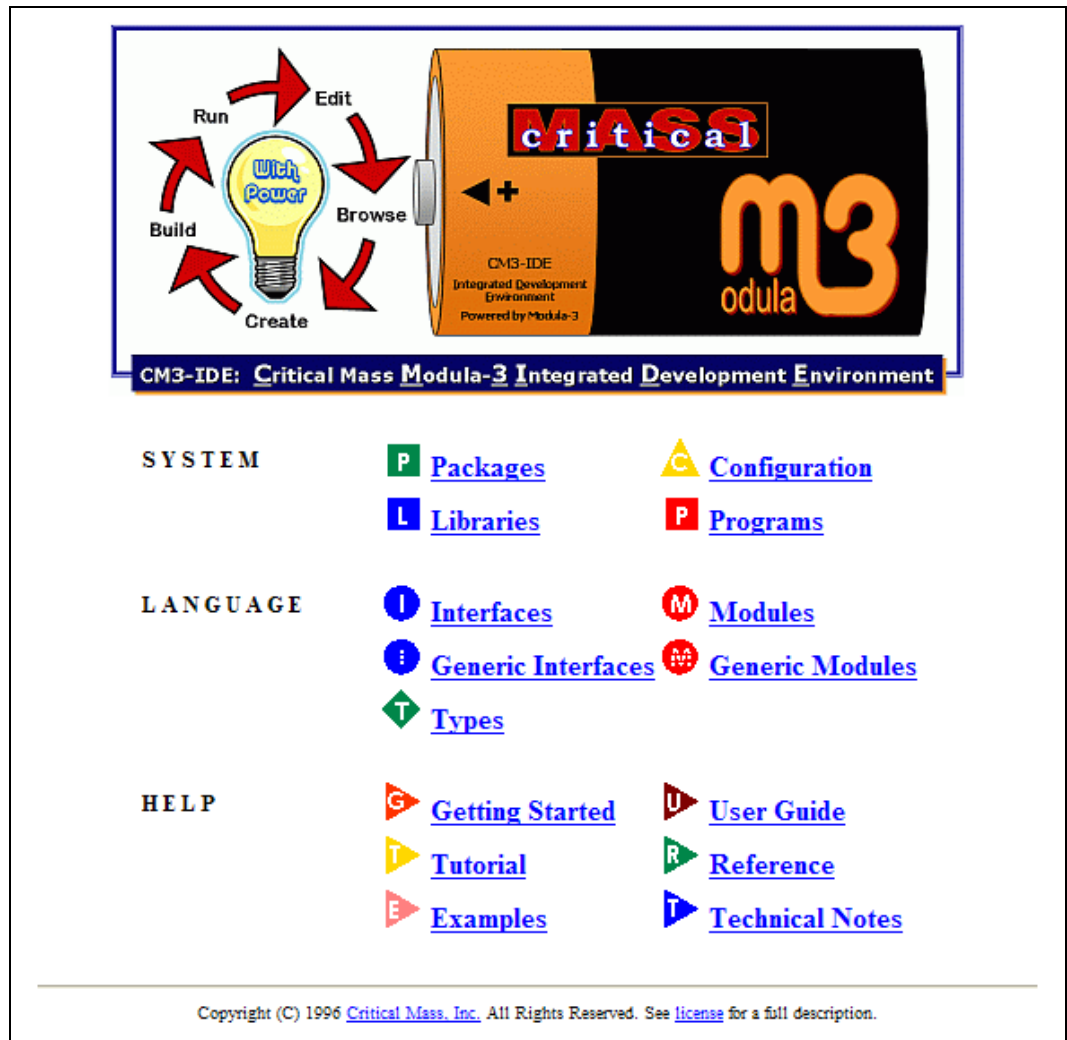 Run
Edit
With
Power
Build
Browse
Create
MASS
critical
+
CM3-IDE
Integrated Development
Environment
Powered by Modula-3
m3
odula
CM3-IDE: Critical Mass Modula-3 Integrated Development Environment
SYSTEM
P Packages
C Configuration
L Libraries
P Programs
LANGUAGE
I Interfaces
M Modules
I Generic Interfaces
M Generic Modules
T Types
HELP
G Getting Started
U User Guide
T Tutorial
R Reference
E Examples
T Technical Notes
Copyright (C) 1996 Critical Mass, Inc. All Rights Reserved. See license for a full description.